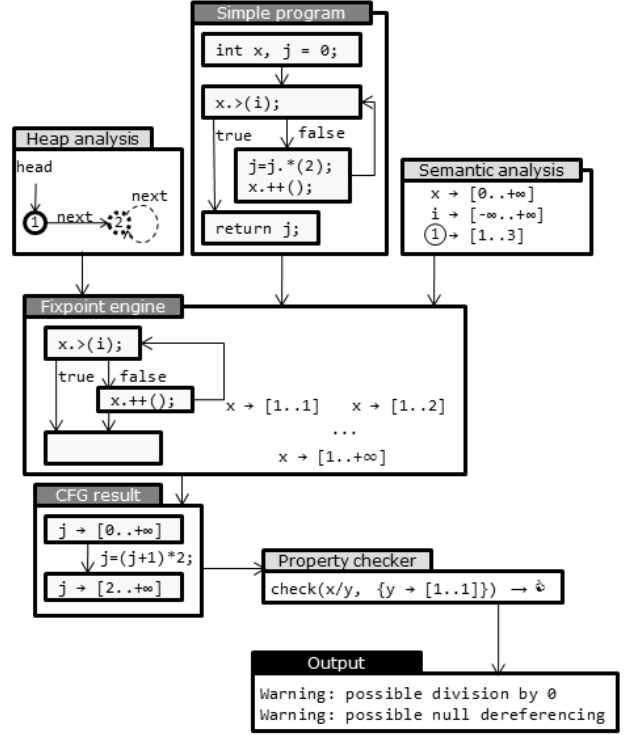 Simple program
int x, j = 0;
x.>(i);
true
false
j=j.*(2);
x.++();
return j;
Heap analysis
head
1
next
2
next
Semantic analysis
x → [0..+∞]
i → [-∞..+∞]
1 → [1..3]
Fixpoint engine
x.>(i);
true
false
x.++();
x → [1..1] x → [1..2]
...
x → [1..+∞]
CFG result
j → [0..+∞]
j=(j+1)*2;
j → [2..+∞]
Property checker
check(x/y, {y → [1..1]}) →
Output
Warning: possible division by 0
Warning: possible null dereferencing